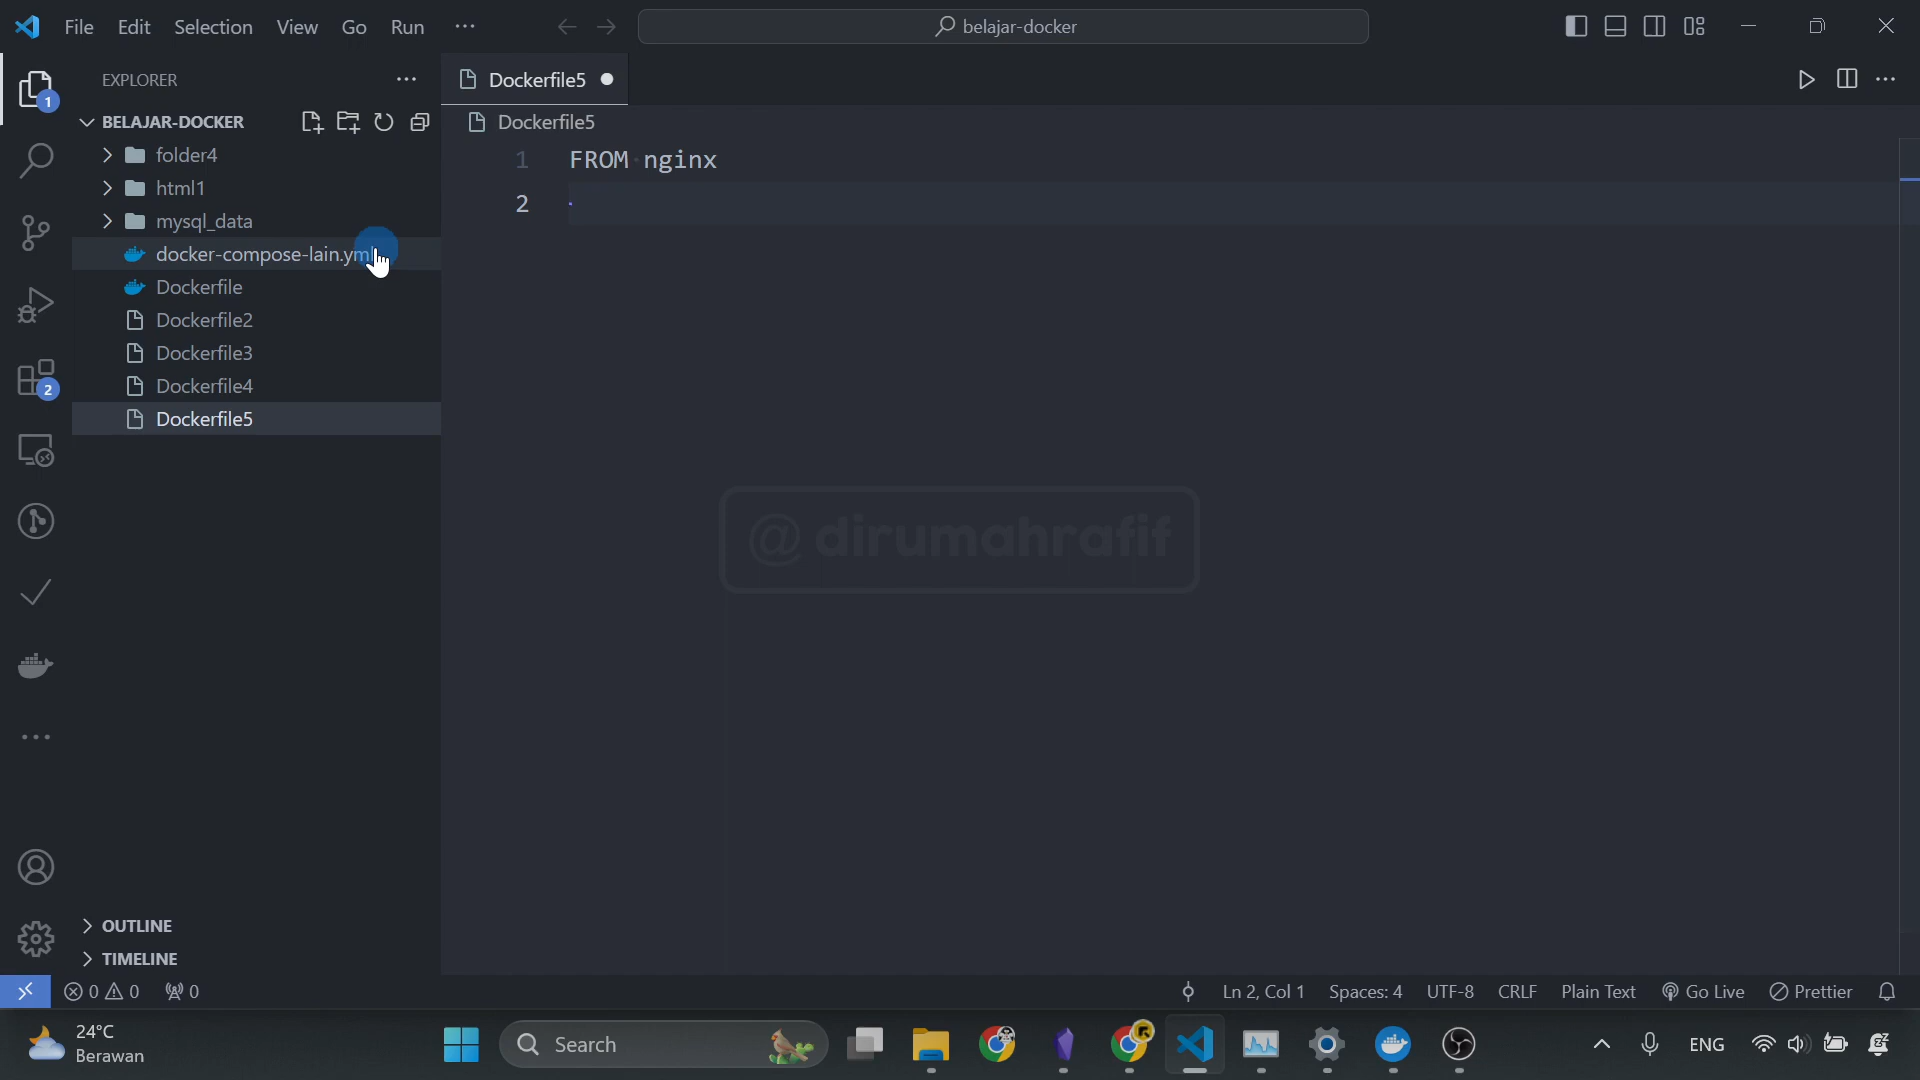 File Edit Selection View Go Run ···
belajar-docker
EXPLORER
Dockerfile5
BELAJAR-DOCKER
Dockerfile5
folder4
1 FROM nginx
html1
2
mysql_data
docker-compose-lain.yml
Dockerfile
Dockerfile2
Dockerfile3
Dockerfile4
Dockerfile5
1
2
@dirumahrafif
OUTLINE
TIMELINE
0 0 0
Ln 2, Col 1 Spaces: 4 UTF-8 CRLF Plain Text Go Live Prettier
24°C
Berawan
Search
ENG